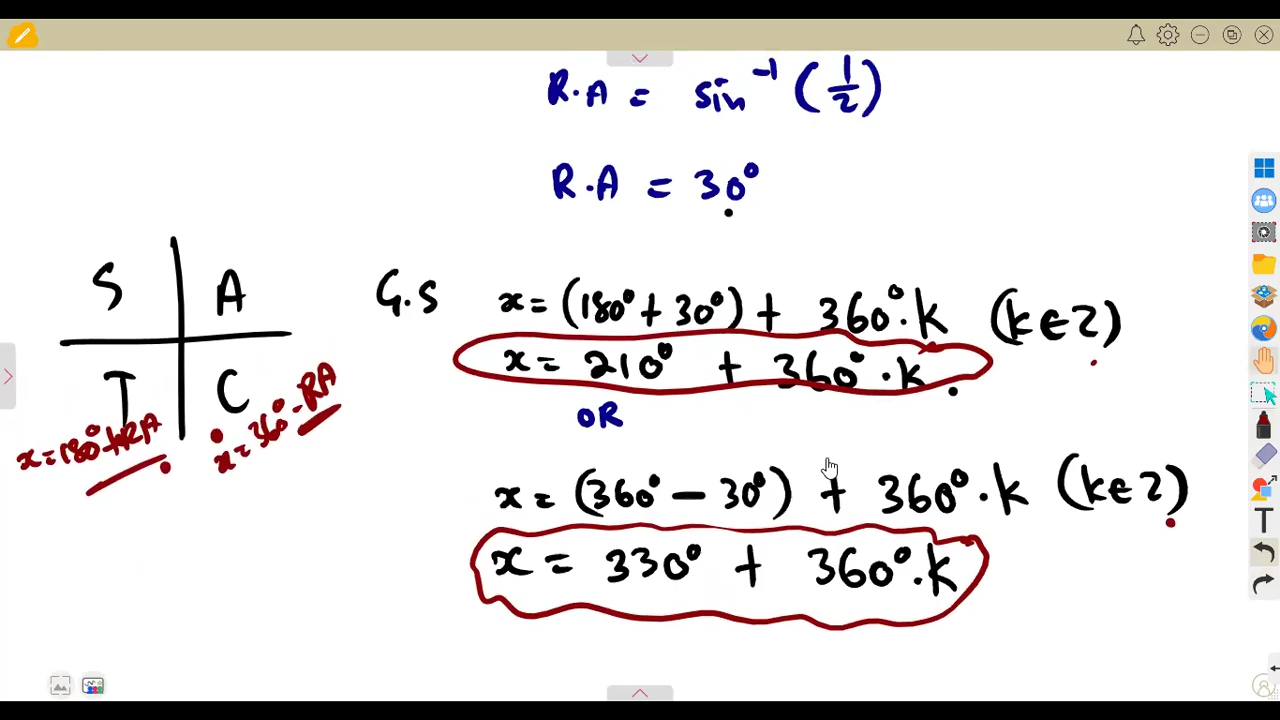 R.A = sin⁻¹ (1/2)
R.A = 30°
S A
T C
x=180°+RA
x=360°-RA
G.S x=(180°+30°)+ 360°.k (k∈Z)
x= 210° + 360°.k
OR
x=(360°-30°) + 360°.k (k∈Z)
x = 330° + 360°.k